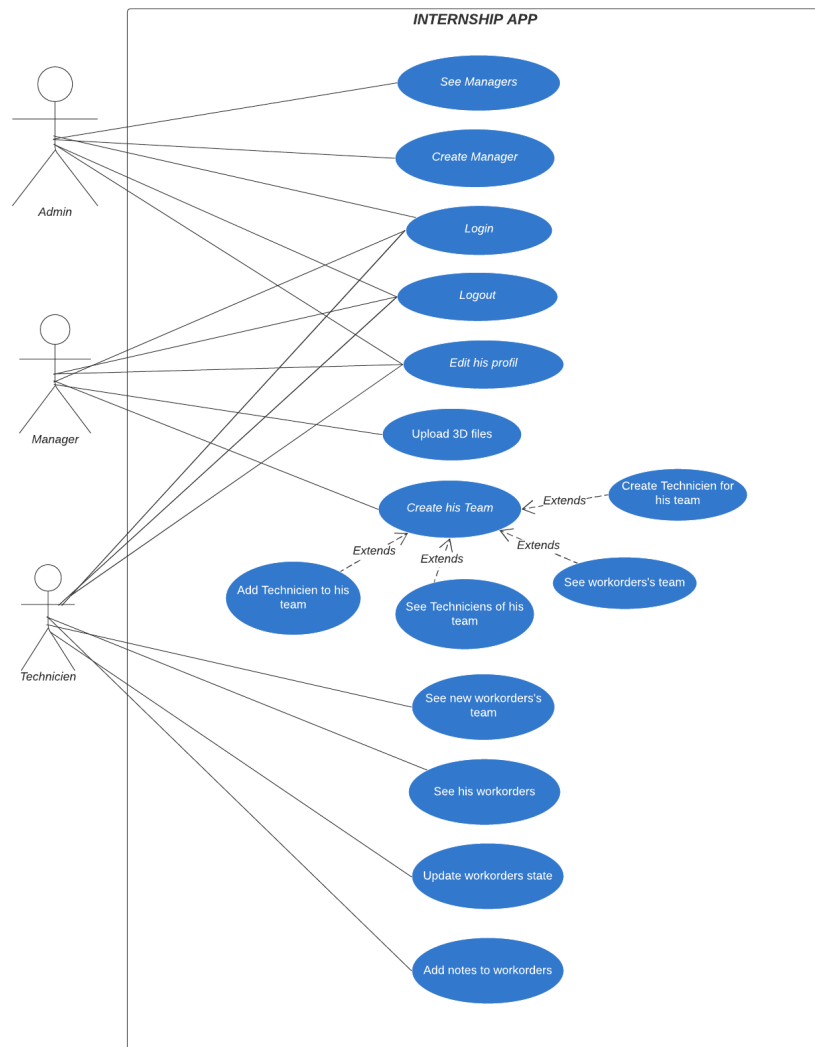 INTERNSHIP APP
See Managers
Create Manager
Admin
Login
Logout
Edit his profil
Manager
Upload 3D files
Create his Team
Extends
Create Technicien for
his team
Extends
Extends
Extends
Add Technicien to his
team
See Techniciens of his
team
See workorders's team
Technicien
See new workorders's
team
See his workorders
Update workorders state
Add notes to workorders